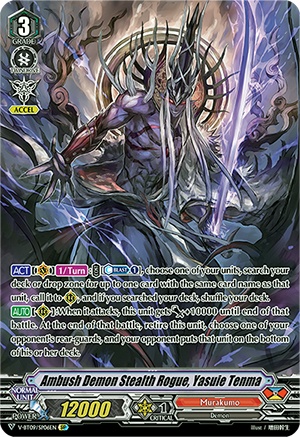 3
GRADE
ACCEL
ACT 1/Turn BLAST 1, choose one of your units, search your
deck or drop zone for up to one card with the same card name as that
unit, call it to , and if you searched your deck, shuffle your deck.
AUTO :When it attacks, this unit gets +10000 until end of that
battle. At the end of that battle, retire this unit, choose one of your
opponent's rear-guards, and your opponent puts that unit on the bottom
of his or her deck.
Ambush Demon Stealth Rogue, Yasuie Tenma
NORMAL UNIT
POWER 12000 1 CRITICAL
Murakumo
Demon
V-BT09/SP06EN SP